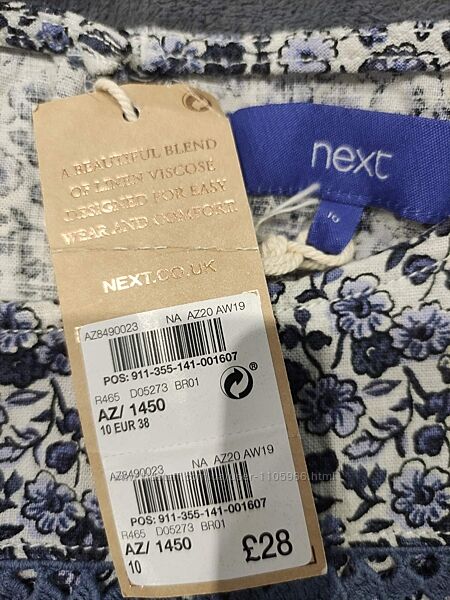 next
10
A BEAUTIFUL BLEND
OF LINEN VISCOSE
DESIGNED FOR EASY
WEAR AND COMFORT.
NEXT.CO.UK
AZ8490023 NA AZ20 AW19
POS: 911-355-141-001607
R465 D05273 BR01
AZ/ 1450
10 EUR 38
®
AZ8490023 NA AZ20 AW19
POS: 911-355-141-001607
R465 D05273 BR01
AZ/ 1450
10
£28